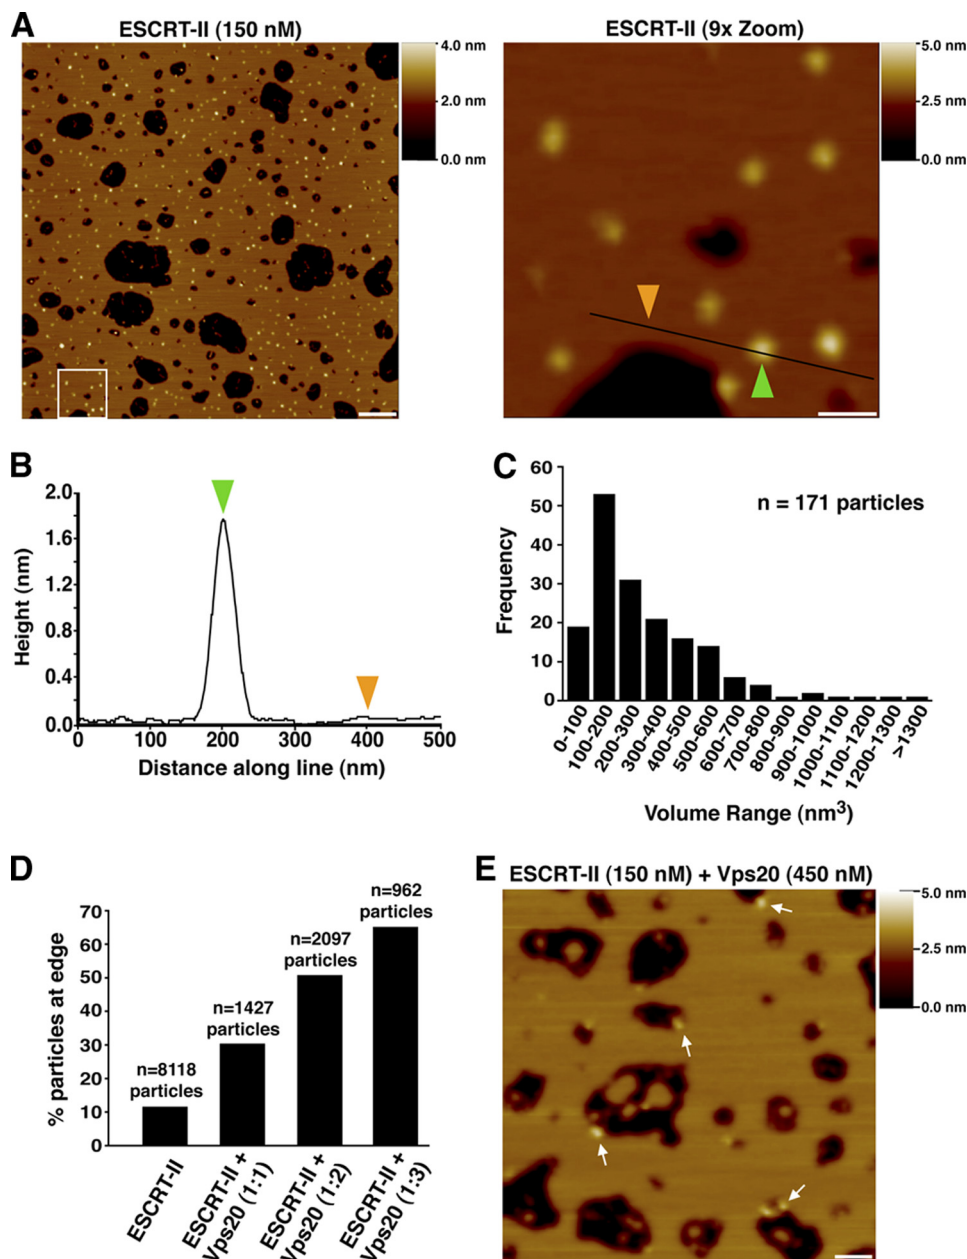 A
ESCRT-II (150 nM)
4.0 nm
2.0 nm
0.0 nm
ESCRT-II (9x Zoom)
5.0 nm
2.5 nm
0.0 nm
B
2.0
1.6
1.2
0.8
0.4
0.0
Height (nm)
0
100
200
300
400
500
Distance along line (nm)
C
60
50
40
30
20
10
0
Frequency
n = 171 particles
0-100
100-200
200-300
300-400
400-500
500-600
600-700
700-800
800-900
900-1000
1000-1100
1100-1200
1200-1300
>1300
Volume Range (nm3)
D
70
60
50
40
30
20
10
0
% particles at edge
n=8118
particles
n=1427
particles
n=2097
particles
n=962
particles
ESCRT-II
ESCRT-II +
Vps20 (1:1)
ESCRT-II +
Vps20 (1:2)
ESCRT-II +
Vps20 (1:3)
E
ESCRT-II (150 nM) + Vps20 (450 nM)
5.0 nm
2.5 nm
0.0 nm